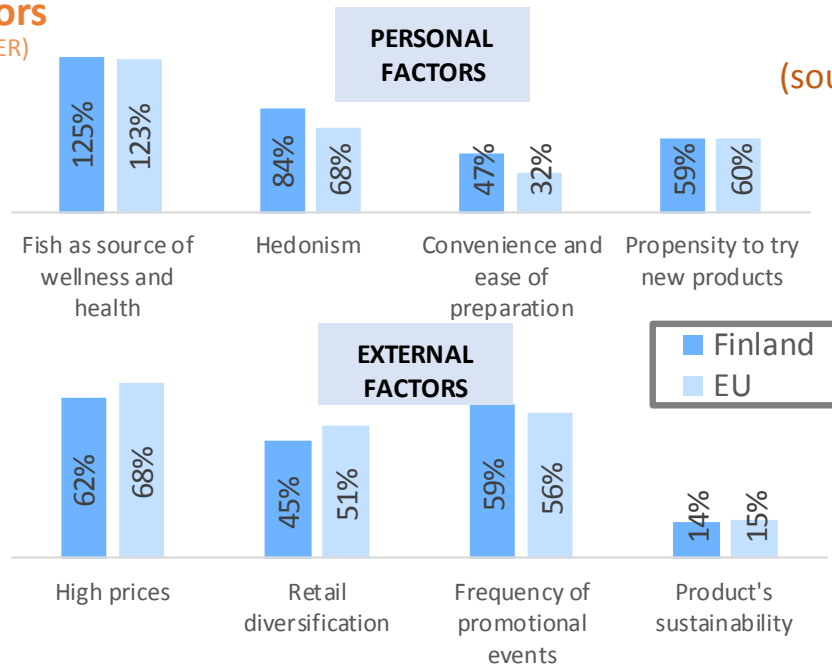 ors
ER)
PERSONAL
FACTORS
(sou
125%
123%
84%
68%
47%
32%
59%
60%
Fish as source of
wellness and
health
Hedonism
Convenience and
ease of
preparation
Propensity to try
new products
EXTERNAL
FACTORS
Finland
EU
62%
68%
45%
51%
59%
56%
14%
15%
High prices
Retail
diversification
Frequency of
promotional
events
Product's
sustainability